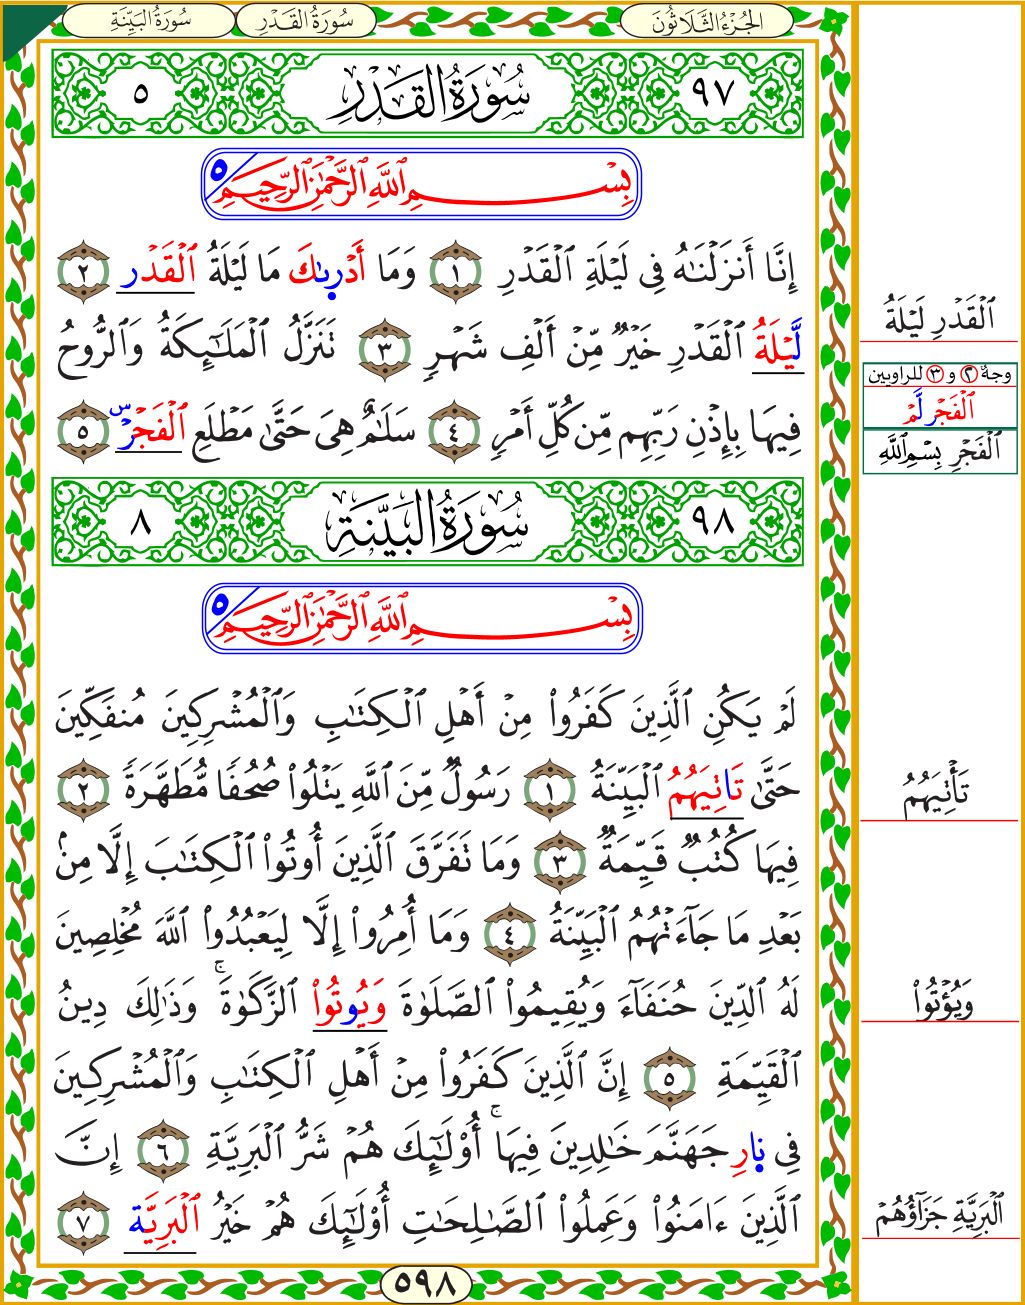 الجُزْءُ الثَّلَاثُونَ
سُورَةُ القَدْرِ
سُورَةُ البَيِّنَةِ
٩٧ سُورَةُ القَدْرِ ٥
بِسْمِ ٱللَّهِ ٱلرَّحْمَٰنِ ٱلرَّحِيمِ ٥
إِنَّا أَنزَلْنَٰهُ فِى لَيْلَةِ ٱلْقَدْرِ ١ وَمَا أَدْرِىٰكَ مَا لَيْلَةُ ٱلْقَدْر ٢
لَّيْلَةُ ٱلْقَدْرِ خَيْرٌ مِّنْ أَلْفِ شَهْرٍ ٣ تَنَزَّلُ ٱلْمَلَٰٓئِكَةُ وَٱلرُّوحُ
فِيهَا بِإِذْنِ رَبِّهِم مِّن كُلِّ أَمْرٍ ٤ سَلَٰمٌ هِىَ حَتَّىٰ مَطْلَعِ ٱلْفَجْرِۜ ٥
٩٨ سُورَةُ البَيِّنَةِ ٨
بِسْمِ ٱللَّهِ ٱلرَّحْمَٰنِ ٱلرَّحِيمِ ٥
لَمْ يَكُنِ ٱلَّذِينَ كَفَرُوا۟ مِنْ أَهْلِ ٱلْكِتَٰبِ وَٱلْمُشْرِكِينَ مُنفَكِّينَ
حَتَّىٰ تَاتِيَهُمُ ٱلْبَيِّنَةُ ١ رَسُولٌ مِّنَ ٱللَّهِ يَتْلُوا۟ صُحُفًا مُّطَهَّرَةً ٢
فِيهَا كُتُبٌ قَيِّمَةٌ ٣ وَمَا تَفَرَّقَ ٱلَّذِينَ أُوتُوا۟ ٱلْكِتَٰبَ إِلَّا مِنۢ
بَعْدِ مَا جَآءَتْهُمُ ٱلْبَيِّنَةُ ٤ وَمَا أُمِرُوا۟ إِلَّا لِيَعْبُدُوا۟ ٱللَّهَ مُخْلِصِينَ
لَهُ ٱلدِّينَ حُنَفَآءَ وَيُقِيمُوا۟ ٱلصَّلَوٰةَ وَيُوتُوا۟ ٱلزَّكَوٰةَۚ وَذَٰلِكَ دِينُ
ٱلْقَيِّمَةِ ٥ إِنَّ ٱلَّذِينَ كَفَرُوا۟ مِنْ أَهْلِ ٱلْكِتَٰبِ وَٱلْمُشْرِكِينَ
فِى نِارِ جَهَنَّمَ خَٰلِدِينَ فِيهَاۚ أُو۟لَٰٓئِكَ هُمْ شَرُّ ٱلْبَرِيَّةِ ٦ إِنَّ
ٱلَّذِينَ ءَامَنُوا۟ وَعَمِلُوا۟ ٱلصَّٰلِحَٰتِ أُو۟لَٰٓئِكَ هُمْ خَيْرُ ٱلْبَرِيَّة ٧
٥٩٨
ٱلْقَدْرِ لَيْلَةُ
وجهٌ ٢ و ٣ للراويين
ٱلْفَجْر لَّمْ
ٱلْفَجْرِ بِسْمِ ٱللَّهِ
تَأْتِيَهُمُ
وَيُؤْتُوا۟
ٱلْبَرِيَّةِ جَزَآؤُهُمْ